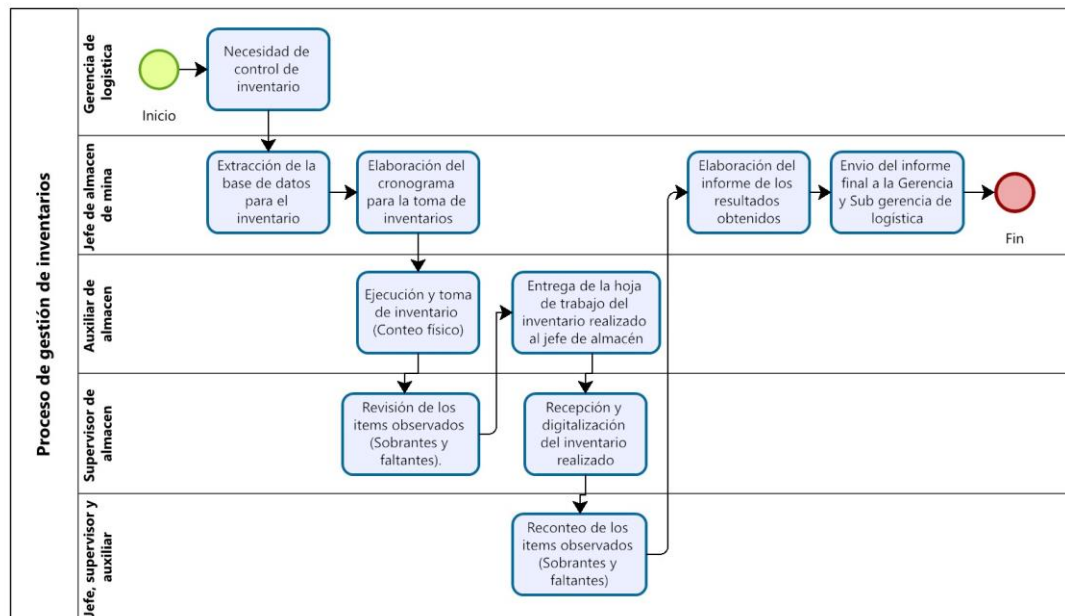 Proceso de gestión de inventarios
Gerencia de
logistica
Inicio
Necesidad de
control de
inventario
Jefe de almacen
de mina
Extracción de la
base de datos
para el
inventario
Elaboración del
cronograma
para la toma de
inventarios
Elaboración del
informe de los
resultados
obtenidos
Envio del informe
final a la Gerencia
y Sub gerencia de
logística
Fin
Auxiliar de
almacen
Ejecución y toma
de inventario
(Conteo físico)
Entrega de la hoja
de trabajo del
inventario realizado
al jefe de almacén
Supervisor de
almacen
Revisión de los
items observados
(Sobrantes y
faltantes).
Recepción y
digitalización
del inventario
realizado
Jefe, supervisor y
auxiliar
Reconteo de los
items observados
(Sobrantes y
faltantes)